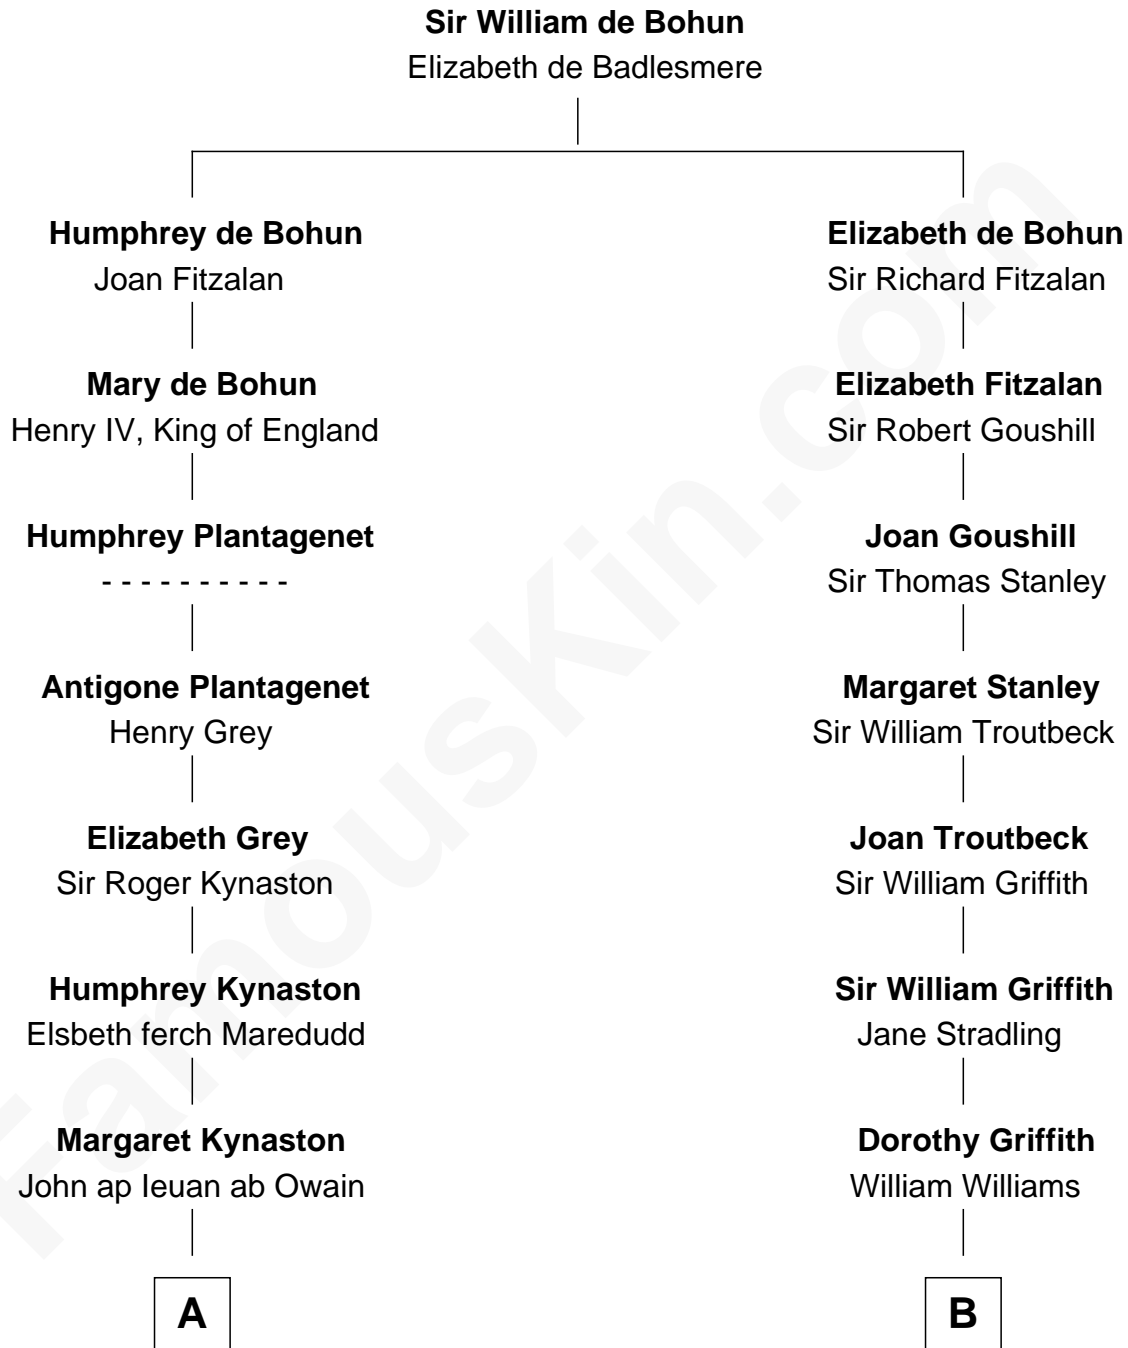 Sir William de Bohun
Elizabeth de Badlesmere
Humphrey de Bohun
Joan Fitzalan
Mary de Bohun
Henry IV, King of England
Humphrey Plantagenet
- - - - - - - - - -
Antigone Plantagenet
Henry Grey
Elizabeth Grey
Sir Roger Kynaston
Humphrey Kynaston
Elsbeth ferch Maredudd
Margaret Kynaston
John ap Ieuan ab Owain
A
Elizabeth de Bohun
Sir Richard Fitzalan
Elizabeth Fitzalan
Sir Robert Goushill
Joan Goushill
Sir Thomas Stanley
Margaret Stanley
Sir William Troutbeck
Joan Troutbeck
Sir William Griffith
Sir William Griffith
Jane Stradling
Dorothy Griffith
William Williams
B
FamousKin.com